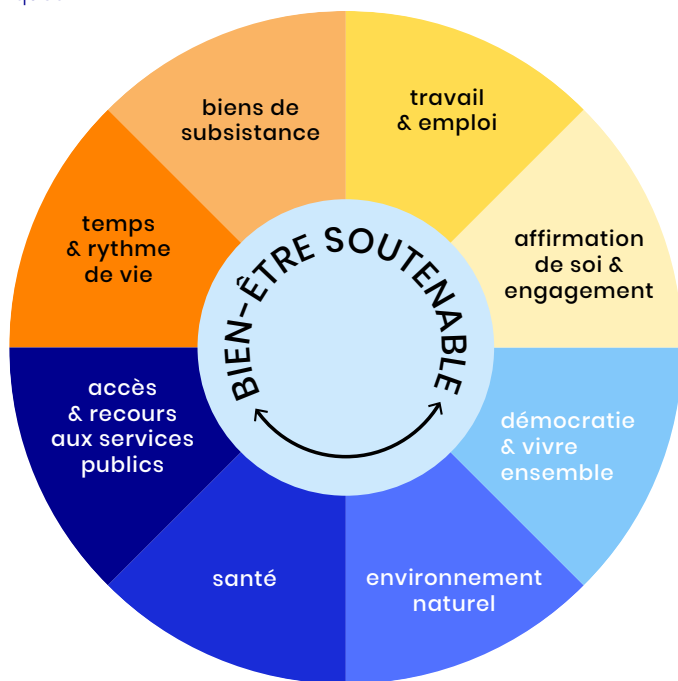 biens de
subsistance
travail
& emploi
affirmation
de soi &
engagement
démocratie
& vivre
ensemble
environnement
naturel
santé
accès
& recours
aux services
publics
temps
& rythme
de vie
BIEN-ÊTRE SOUTENABLE